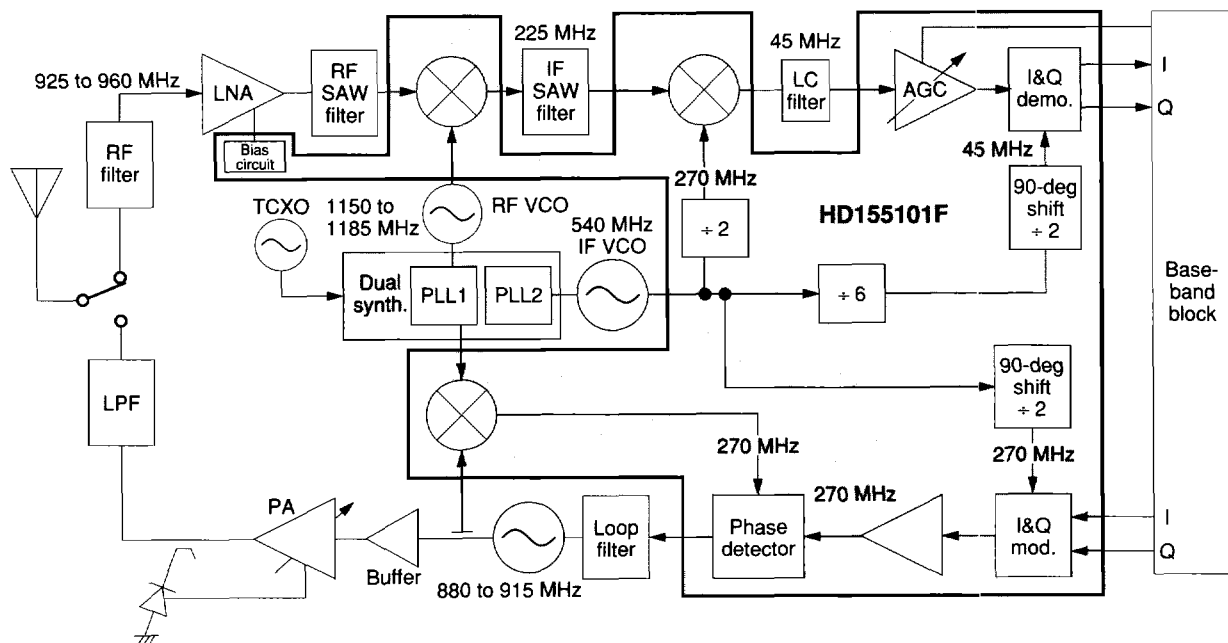 925 to 960 MHz
LNA
RF
SAW
filter
225 MHz
IF
SAW
filter
45 MHz
LC
filter
AGC
I&Q
demo.
I
Q
RF
filter
Bias
circuit
270 MHz
45 MHz
TCXO
1150 to
1185 MHz
RF VCO
540 MHz
IF VCO
÷ 2
HD155101F
90-deg
shift
÷ 2
Dual
synth.
PLL1
PLL2
÷ 6
Base-
band
block
LPF
90-deg
shift
÷ 2
270 MHz
270 MHz
270 MHz
PA
Buffer
880 to 915 MHz
Loop
filter
Phase
detector
I&Q
mod.
I
Q